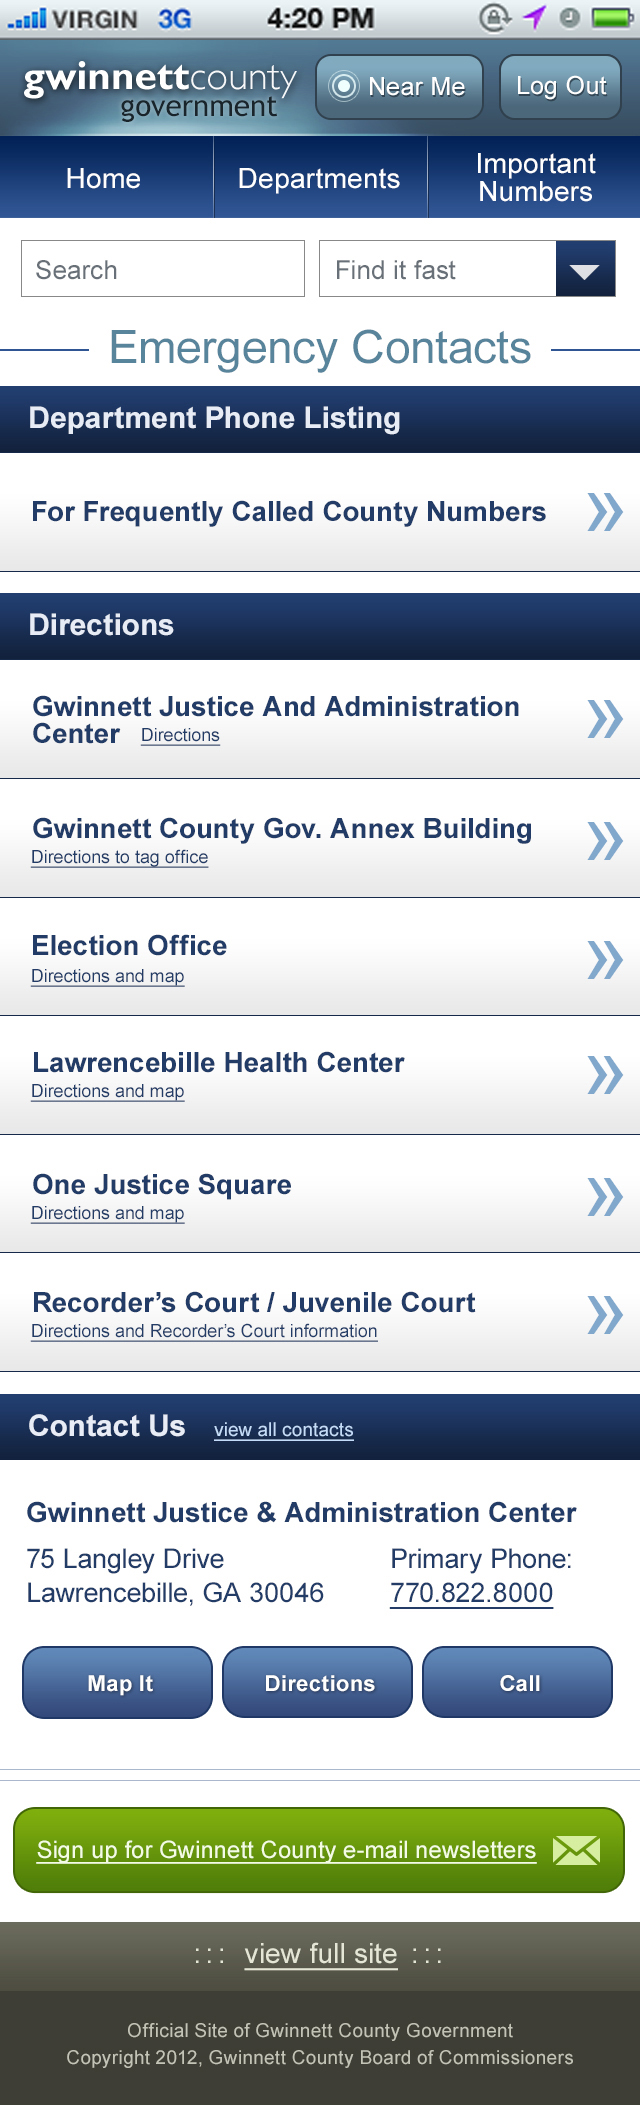 VIRGIN 3G 4:20 PM
gwinnettcounty
government
Near Me
Log Out
Home
Departments
Important
Numbers
Search
Find it fast
Emergency Contacts
Department Phone Listing
For Frequently Called County Numbers
Directions
Gwinnett Justice And Administration
Center Directions
Gwinnett County Gov. Annex Building
Directions to tag office
Election Office
Directions and map
Lawrencebille Health Center
Directions and map
One Justice Square
Directions and map
Recorder’s Court / Juvenile Court
Directions and Recorder’s Court information
Contact Us view all contacts
Gwinnett Justice & Administration Center
75 Langley Drive
Lawrencebille, GA 30046
Primary Phone:
770.822.8000
Map It
Directions
Call
Sign up for Gwinnett County e-mail newsletters
: : : view full site : : :
Official Site of Gwinnett County Government
Copyright 2012, Gwinnett County Board of Commissioners